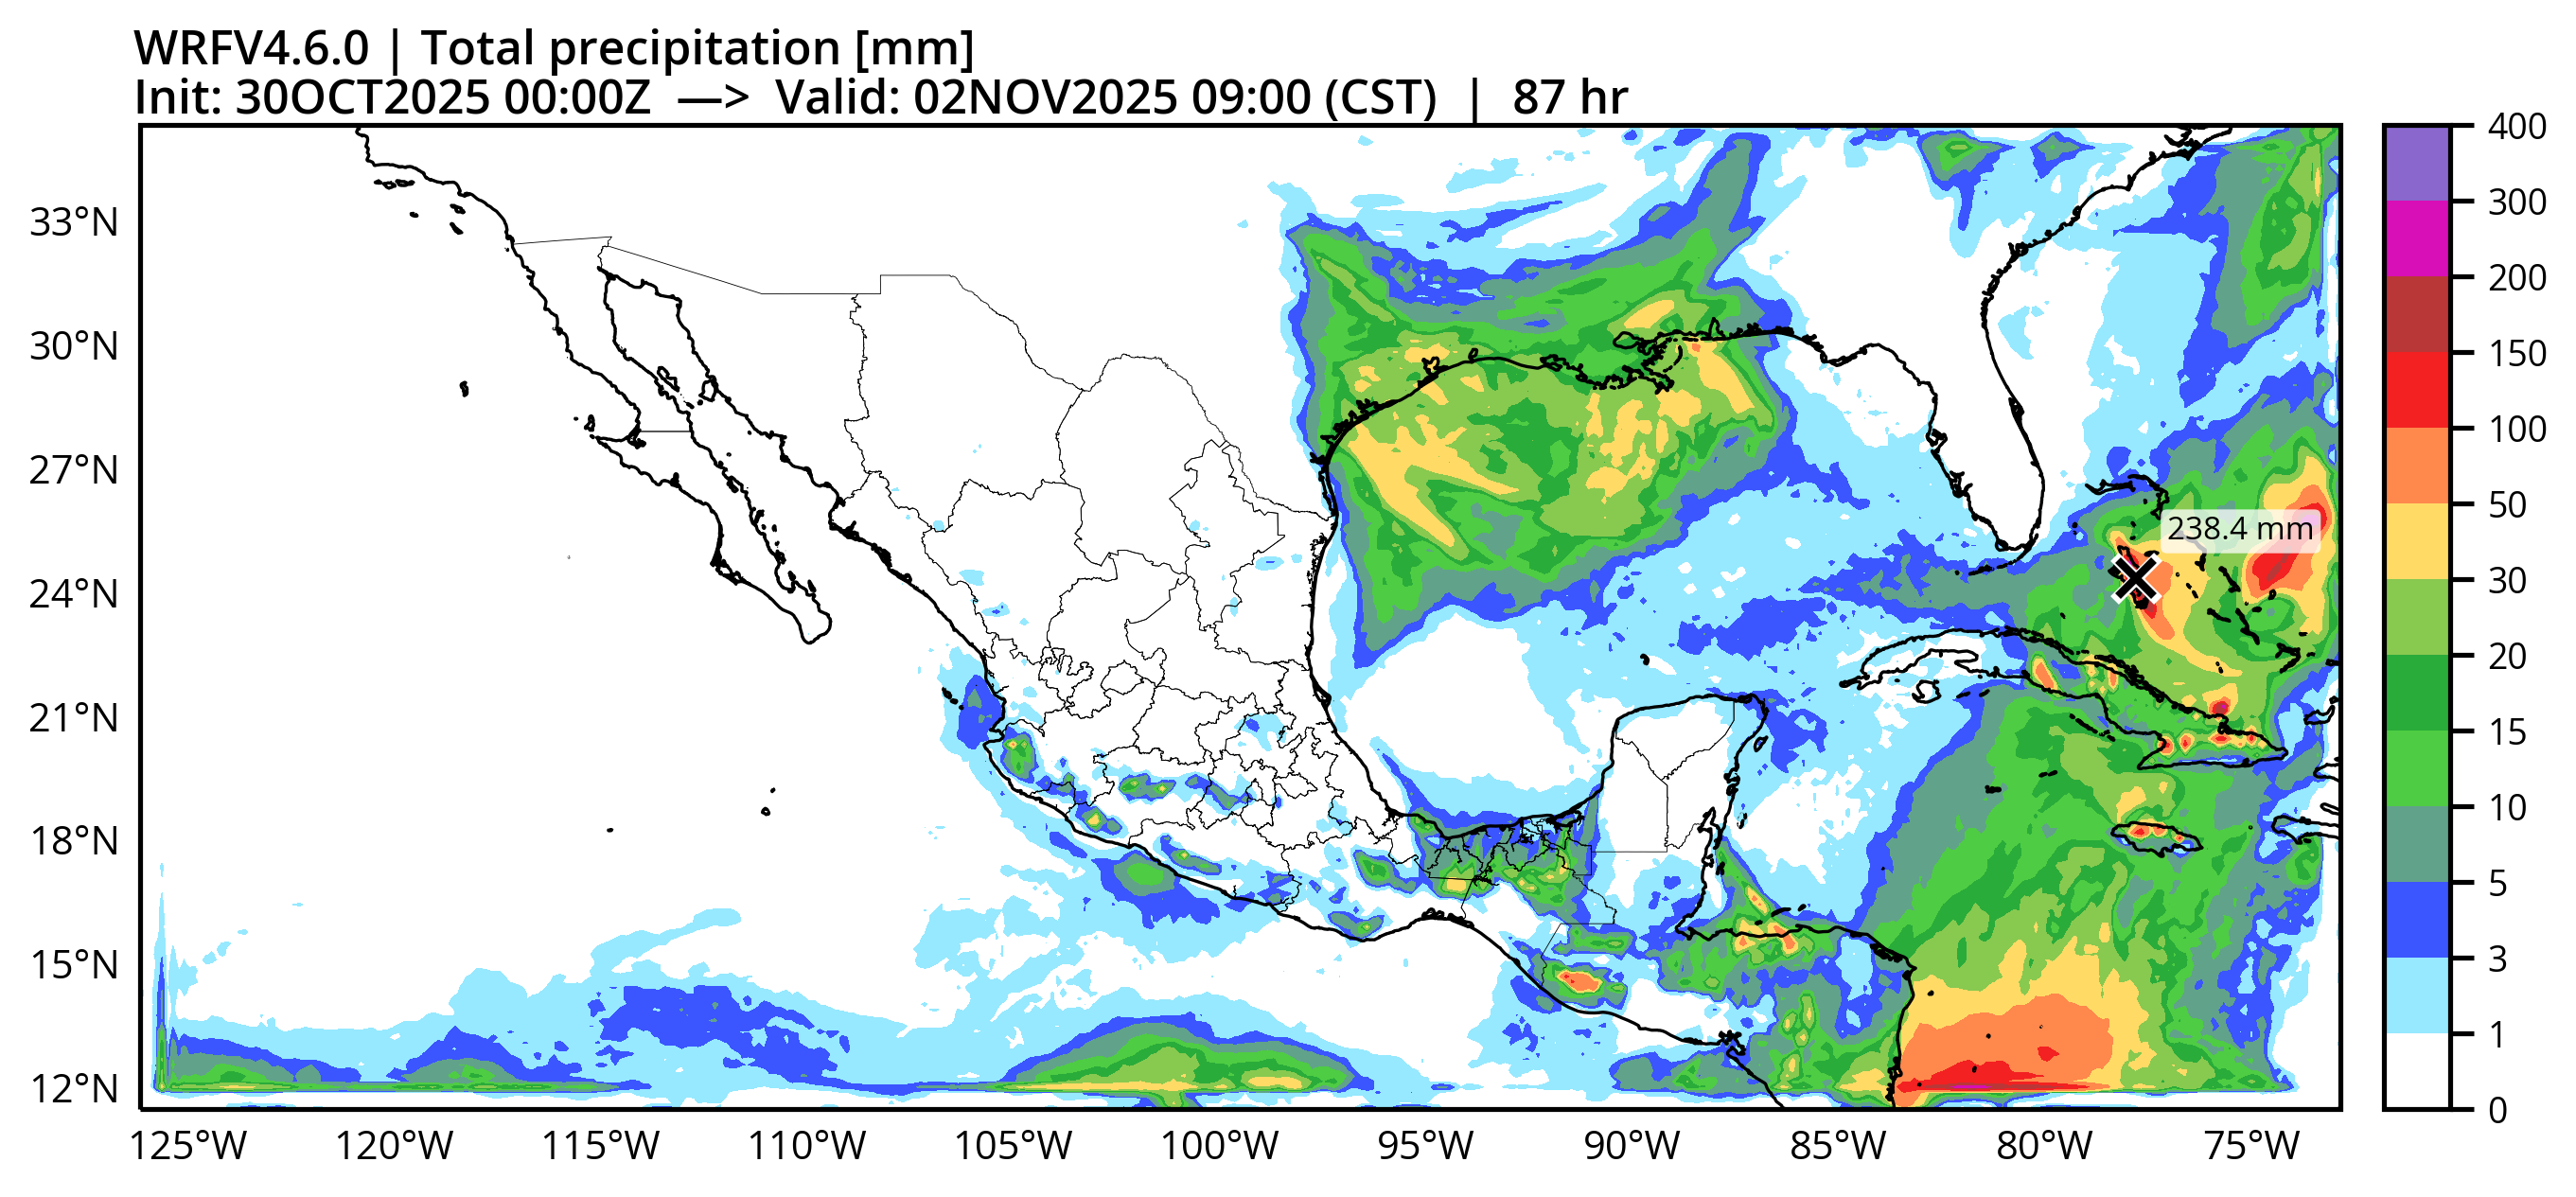 WRFV4.6.0 | Total precipitation [mm]
Init: 30OCT2025 00:00Z —> Valid: 02NOV2025 09:00 (CST) | 87 hr
33°N
30°N
27°N
24°N
21°N
18°N
15°N
12°N
238.4 mm
125°W 120°W 115°W 110°W 105°W 100°W 95°W 90°W 85°W 80°W 75°W
400
300
200
150
100
50
30
20
15
10
5
3
1
0